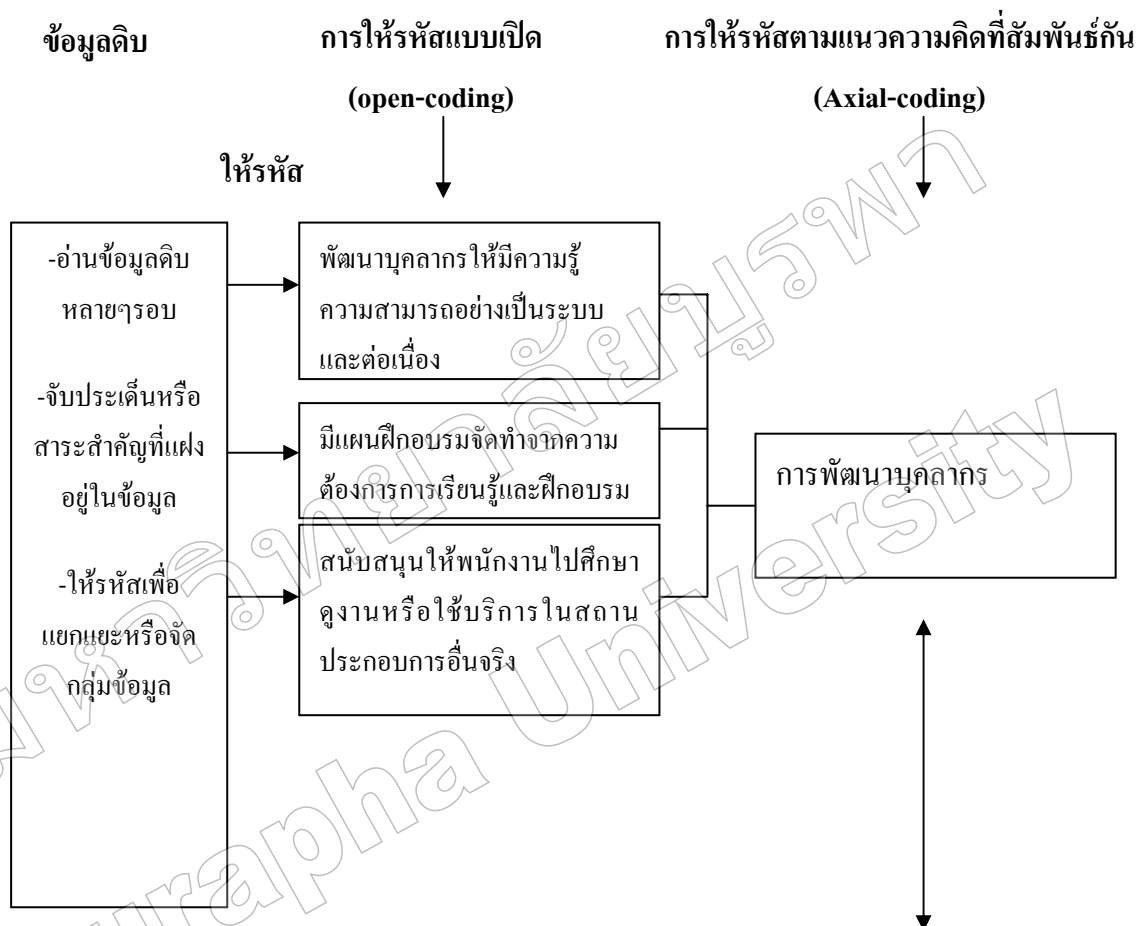 ข้อมูลดิบ
การให้รหัสแบบเปิด
(open-coding)
การให้รหัสตามแนวความคิดที่สัมพันธ์กัน
(Axial-coding)
ให้รหัส
-อ่านข้อมูลดิบ
หลายๆรอบ
-จับประเด็นหรือ
สาระสำคัญที่แฝง
อยู่ในข้อมูล
-ให้รหัสเพื่อ
แยกแยะหรือจัด
กลุ่มข้อมูล
พัฒนาบุคลากรให้มีความรู้
ความสามารถอย่างเป็นระบบ
และต่อเนื่อง
มีแผนฝึกอบรมจัดทำจากความ
ต้องการการเรียนรู้และฝึกอบรม
สนับสนุนให้พนักงานไปศึกษา
ดูงานหรือใช้บริการในสถาน
ประกอบการอื่นจริง
การพัฒนาบุคลากร
มหาวิทยาลัยบูรพา
Burapha University